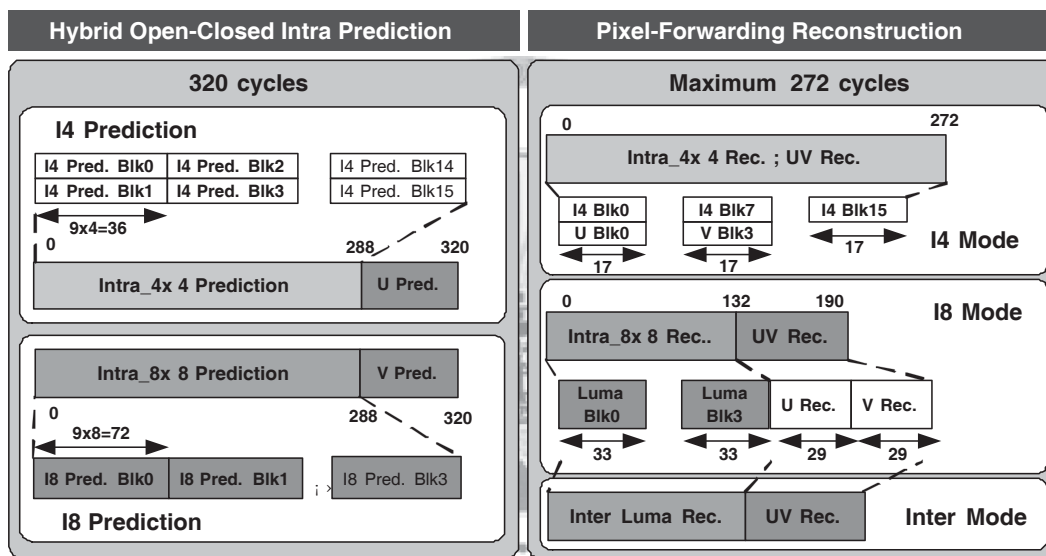 Hybrid Open-Closed Intra Prediction
320 cycles
I4 Prediction
I4 Pred. Blk0 I4 Pred. Blk2 I4 Pred. Blk14
I4 Pred. Blk1 I4 Pred. Blk3 I4 Pred. Blk15
9x4=36
0 288 320
Intra_4x 4 Prediction U Pred.
Intra_8x 8 Prediction V Pred.
0 288 320
9x8=72
I8 Pred. Blk0 I8 Pred. Blk1 I8 Pred. Blk3
I8 Prediction
Pixel-Forwarding Reconstruction
Maximum 272 cycles
0 272
Intra_4x 4 Rec. ; UV Rec.
I4 Blk0 I4 Blk7 I4 Blk15
U Blk0 V Blk3
17 17 17
I4 Mode
0 132 190
I8 Mode
Intra_8x 8 Rec.. UV Rec.
Luma Blk0 Luma Blk3 U Rec. V Rec.
33 33 29 29
Inter Luma Rec. UV Rec. Inter Mode